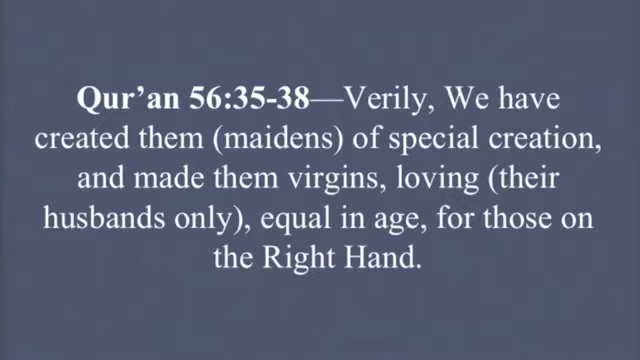 Qur’an 56:35-38—Verily, We have
created them (maidens) of special creation,
and made them virgins, loving (their
husbands only), equal in age, for those on
the Right Hand.